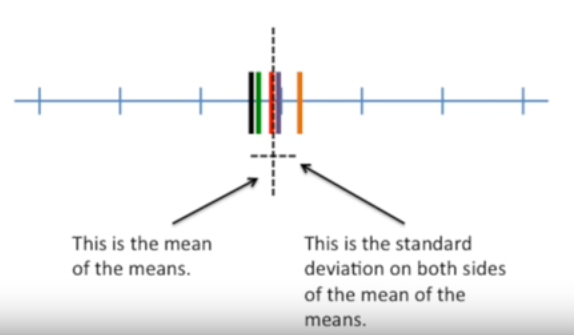 This is the mean
of the means.
This is the standard
deviation on both sides
of the mean of the
means.